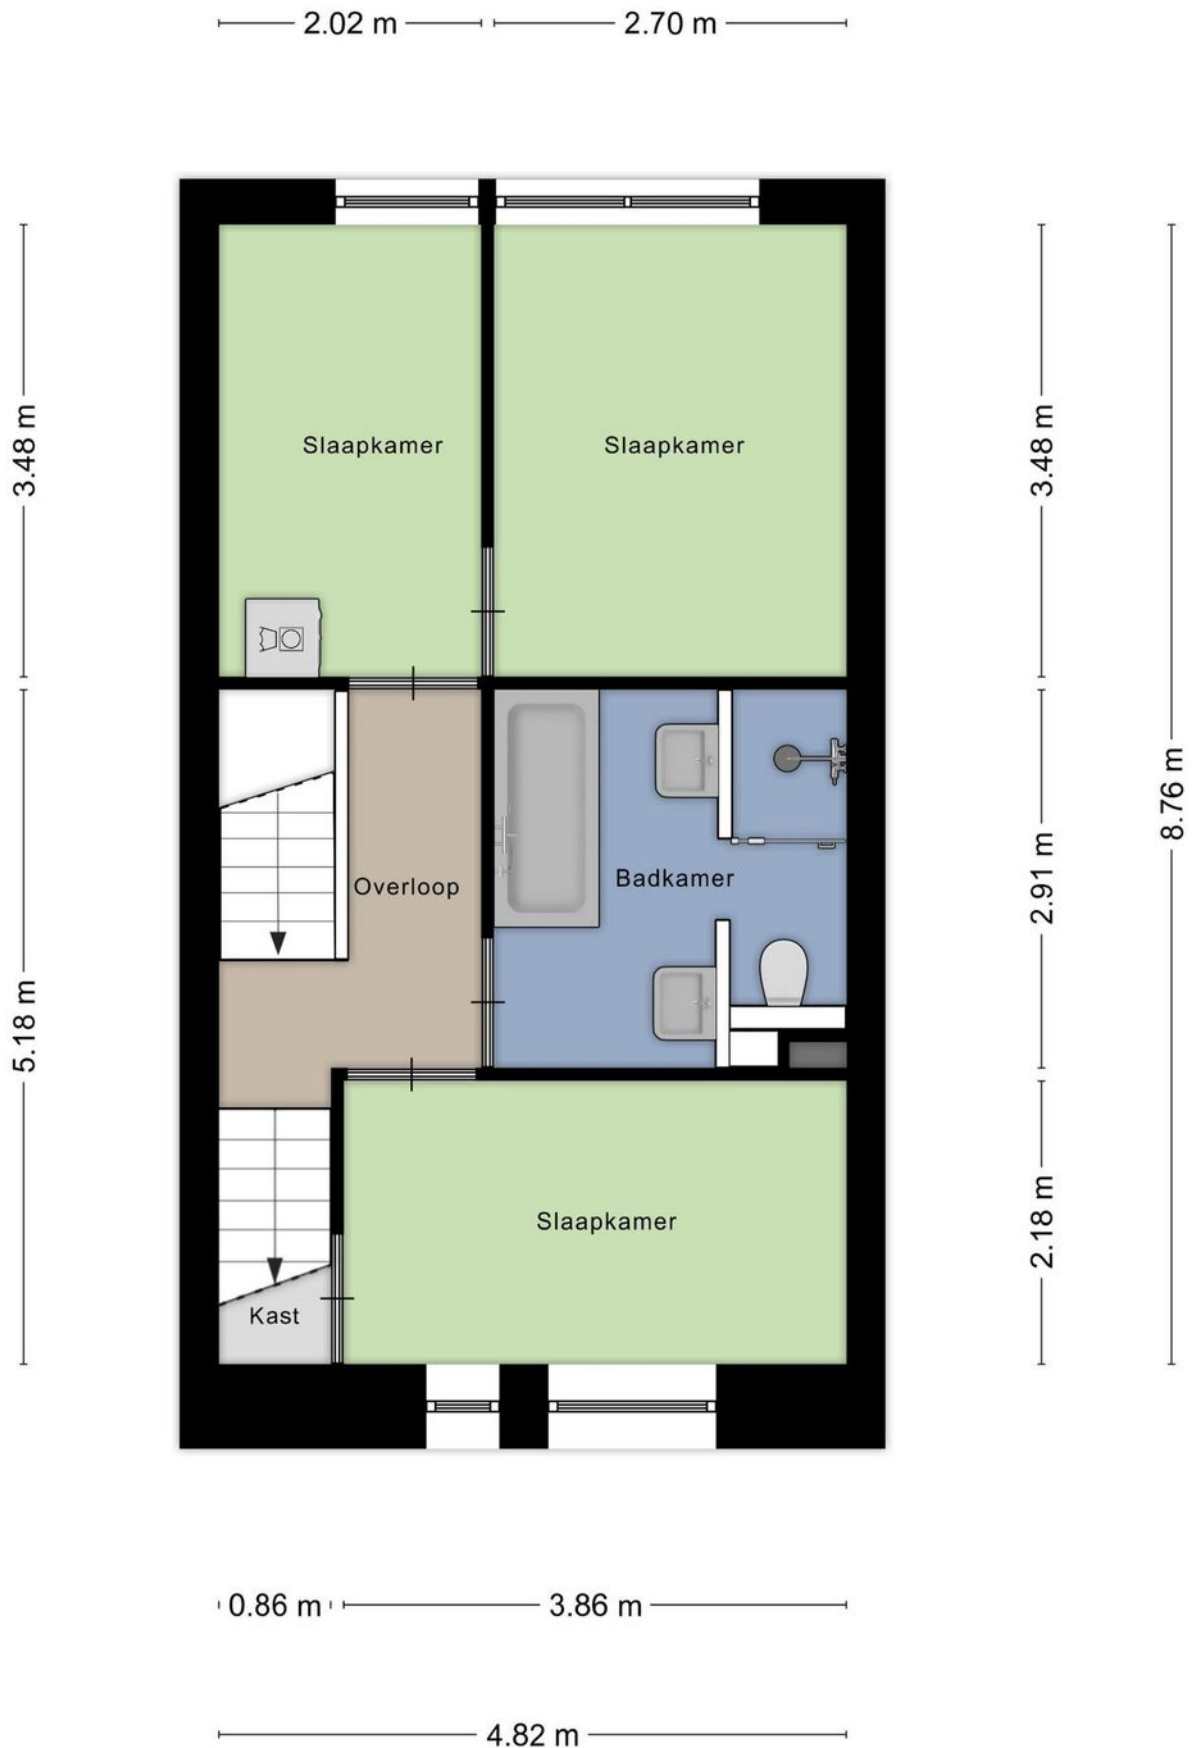 2.02 m
2.70 m
3.48 m
3.48 m
Slaapkamer
Slaapkamer
8.76 m
Overloop
Badkamer
2.91 m
5.18 m
Slaapkamer
2.18 m
Kast
0.86 m
3.86 m
4.82 m